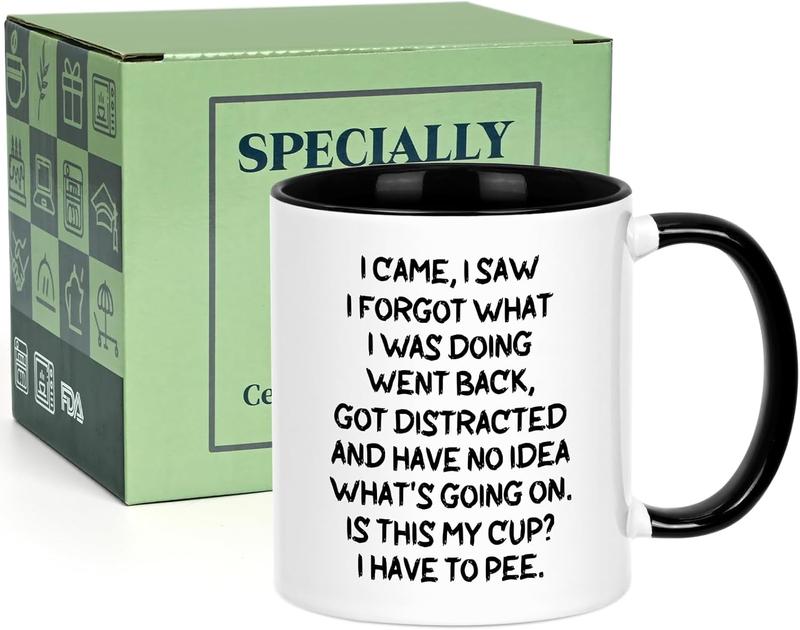 SPECIALLY
Ce
FDA
I CAME, I SAW
I FORGOT WHAT
I WAS DOING
WENT BACK,
GOT DISTRACTED
AND HAVE NO IDEA
WHAT'S GOING ON.
IS THIS MY CUP?
I HAVE TO PEE.